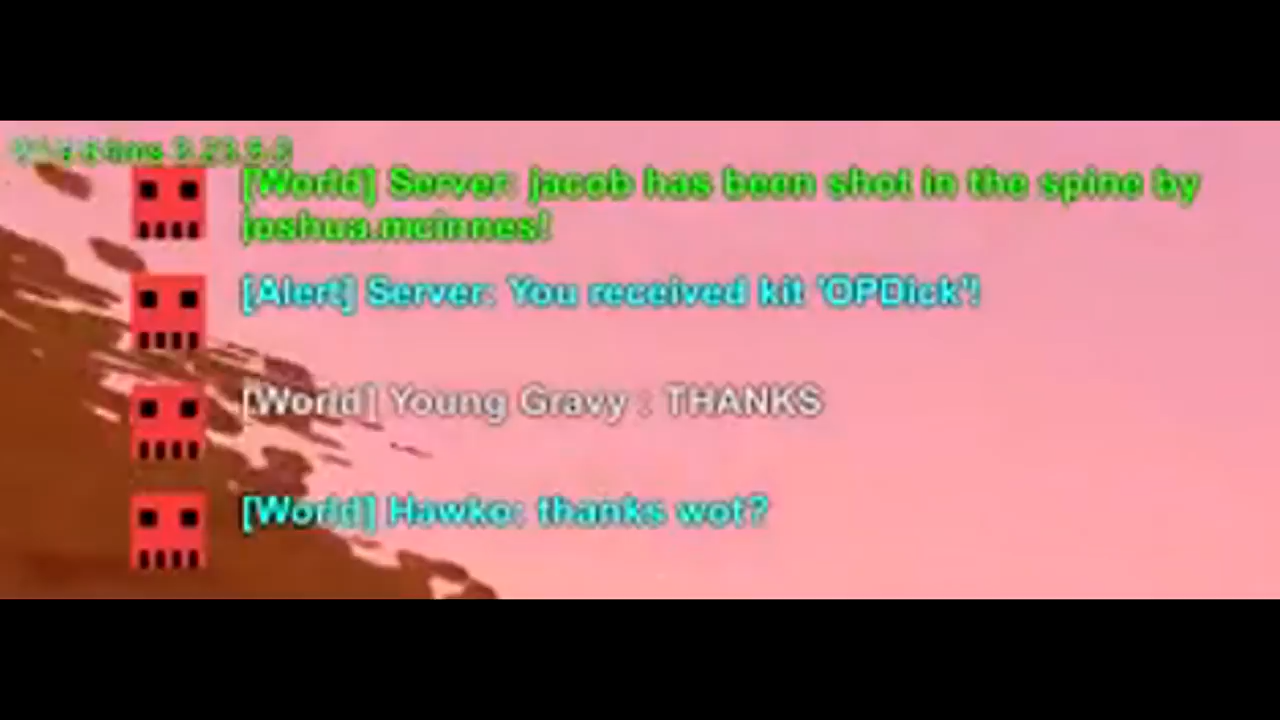 [World] Server: jacob has been shot in the spine by
joshua.mcinnes!
[Alert] Server: You received kit 'OPDick'!
[World] Young Gravy : THANKS
[World] Hawko: thanks wot?